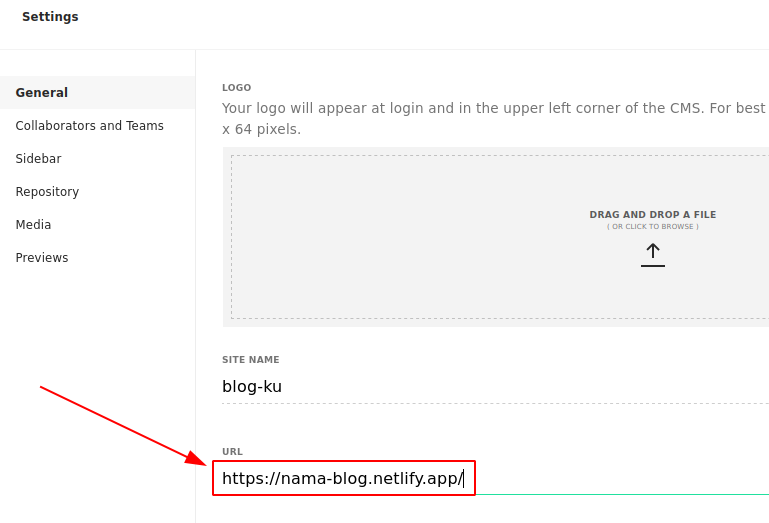 Settings
General
Collaborators and Teams
Sidebar
Repository
Media
Previews
LOGO
Your logo will appear at login and in the upper left corner of the CMS. For best
x 64 pixels.
DRAG AND DROP A FILE
( OR CLICK TO BROWSE )
SITE NAME
blog-ku
URL
https://nama-blog.netlify.app/